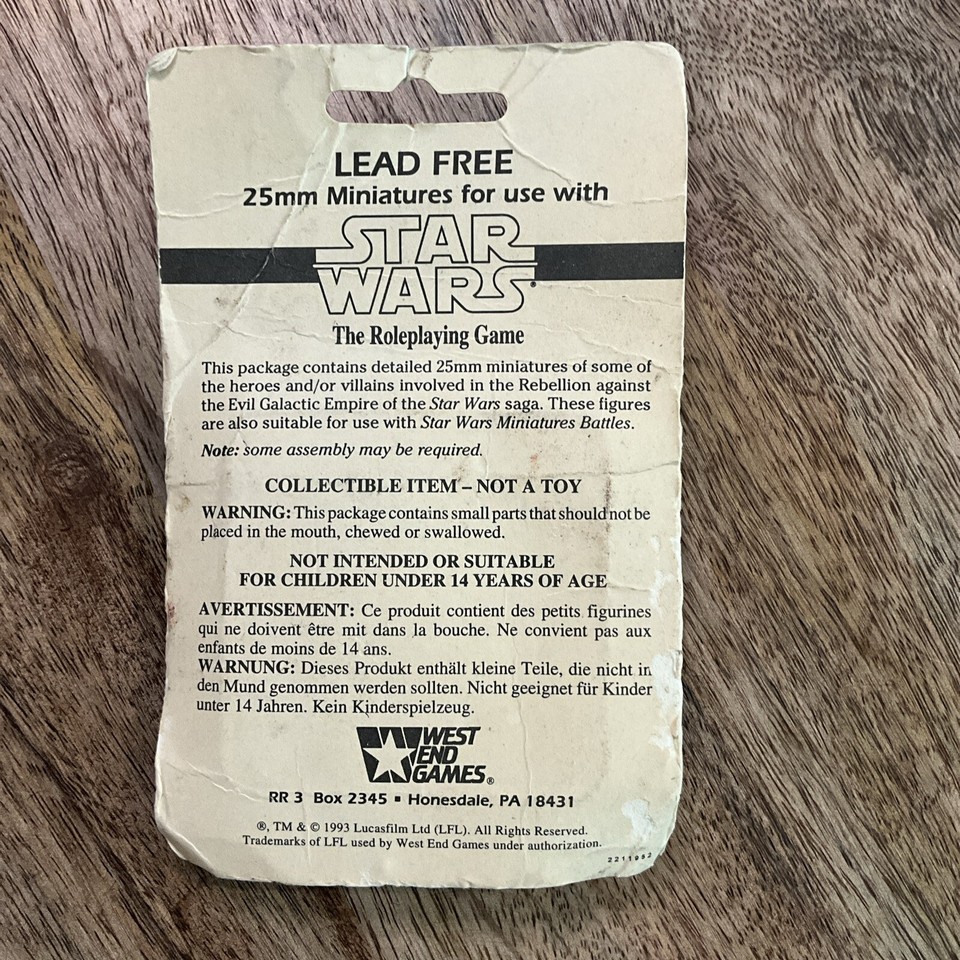 LEAD FREE
25mm Miniatures for use with
STAR
WARS®
The Roleplaying Game
This package contains detailed 25mm miniatures of some of
the heroes and/or villains involved in the Rebellion against
the Evil Galactic Empire of the Star Wars saga. These figures
are also suitable for use with Star Wars Miniatures Battles.
Note: some assembly may be required.
COLLECTIBLE ITEM – NOT A TOY
WARNING: This package contains small parts that should not be
placed in the mouth, chewed or swallowed.
NOT INTENDED OR SUITABLE
FOR CHILDREN UNDER 14 YEARS OF AGE
AVERTISSEMENT: Ce produit contient des petits figurines
qui ne doivent être mit dans la bouche. Ne convient pas aux
enfants de moins de 14 ans.
WARNUNG: Dieses Produkt enthält kleine Teile, die nicht in
den Mund genommen werden sollten. Nicht geeignet für Kinder
unter 14 Jahren. Kein Kinderspielzeug.
WEST
END
GAMES®
RR 3 Box 2345 ▪ Honesdale, PA 18431
®, TM & © 1993 Lucasfilm Ltd (LFL). All Rights Reserved.
Trademarks of LFL used by West End Games under authorization.